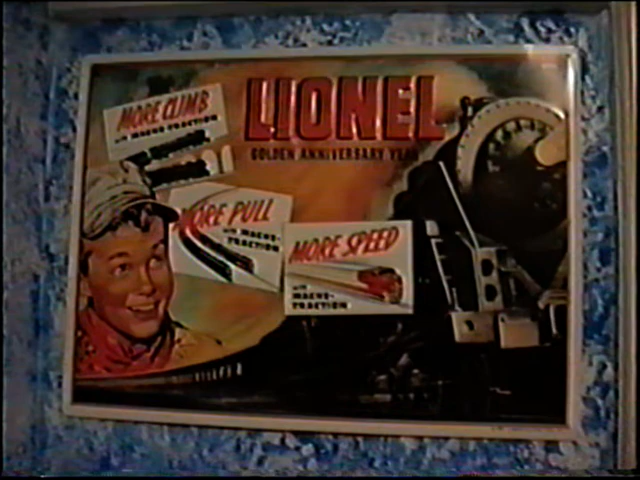 LIONEL
GOLDEN ANNIVERSARY YEAR
MORE CLIMB
with MAGNE-TRACTION
MORE PULL
with MAGNE-
TRACTION
MORE SPEED
with
MAGNE-
TRACTION